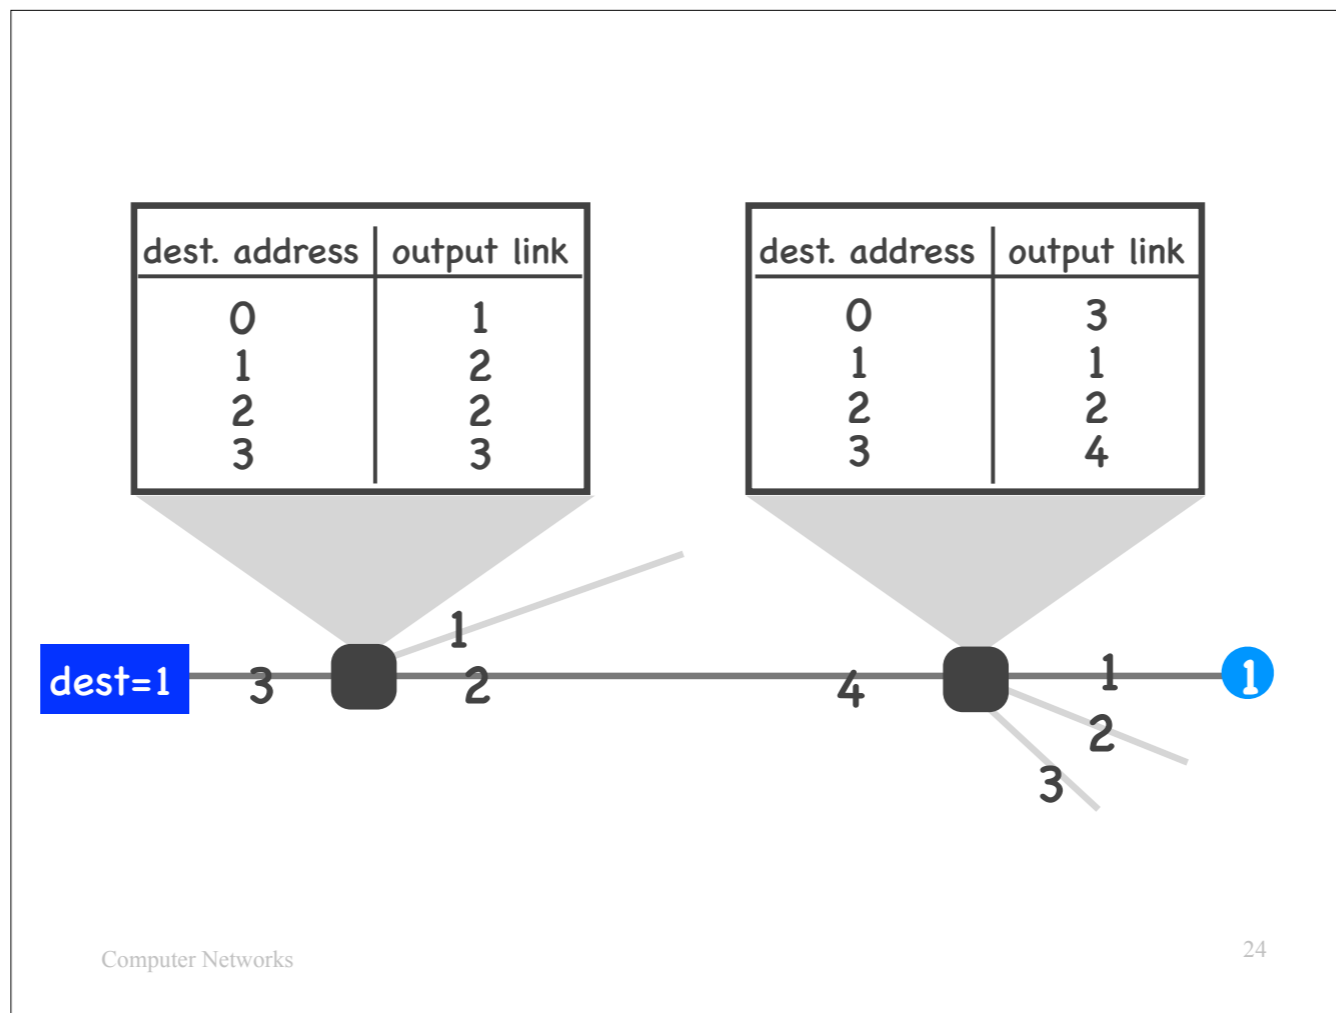 dest. address output link
0 1
1 2
2 2
3 3
dest. address output link
0 3
1 1
2 2
3 4
1
dest=1 3 2 4 1 1
2
3
Computer Networks 24